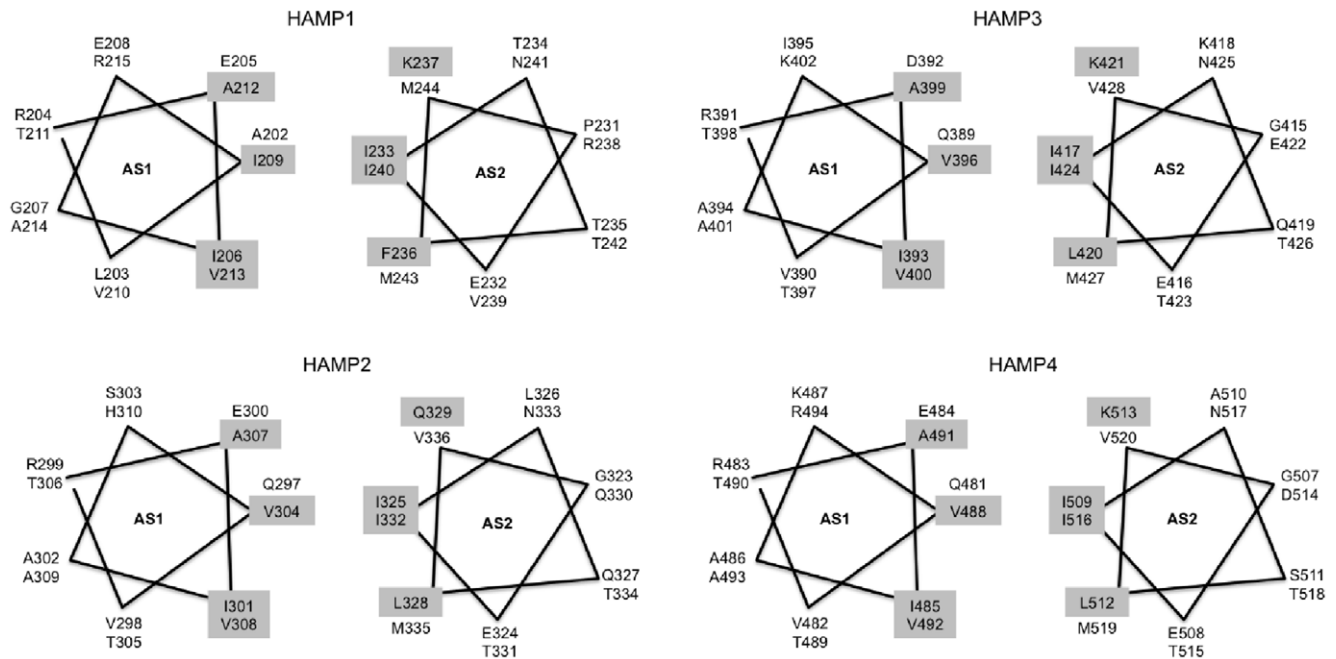 HAMP1
E208
R215
E205
A212
R204
T211
A202
I209
AS1
G207
A214
L203
V210
I206
V213
K237
M244
T234
N241
P231
R238
I233
I240
AS2
T235
T242
F236
M243
E232
V239
HAMP3
I395
K402
D392
A399
R391
T398
Q389
V396
AS1
A394
A401
V390
T397
I393
V400
K421
V428
K418
N425
G415
E422
I417
I424
AS2
Q419
T426
L420
M427
E416
T423
HAMP2
S303
H310
E300
A307
R299
T306
Q297
V304
AS1
A302
A309
V298
T305
I301
V308
Q329
V336
L326
N333
G323
Q330
I325
I332
AS2
Q327
T334
L328
M335
E324
T331
HAMP4
K487
R494
E484
A491
R483
T490
Q481
V488
AS1
A486
A493
V482
T489
I485
V492
K513
V520
A510
N517
G507
D514
I509
I516
AS2
S511
T518
L512
M519
E508
T515